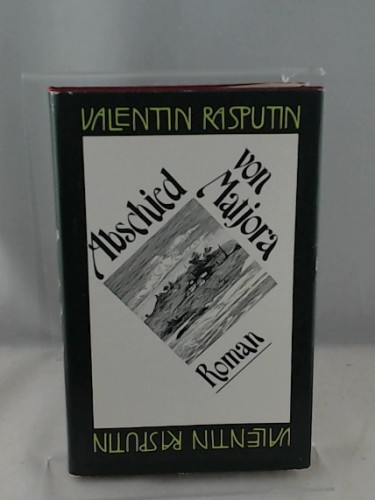 VALENTIN RASPUTIN
Abschied
von
Matjora
Roman
VALENTIN RASPUTIN